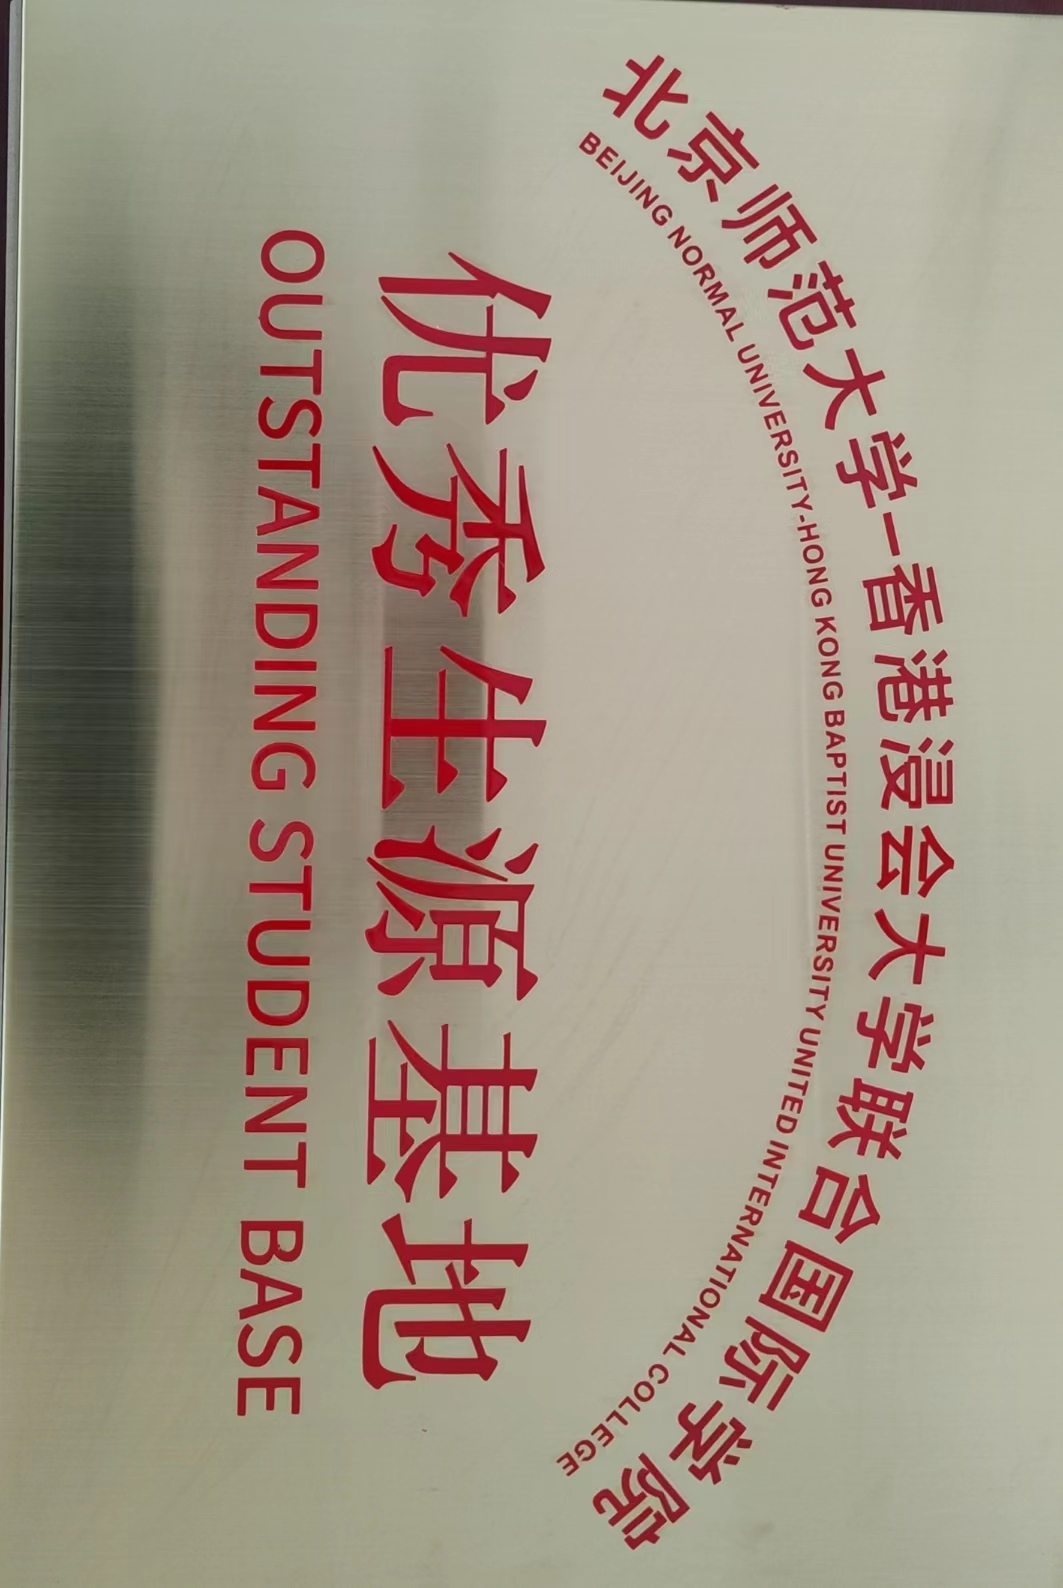 北京师范大学-香港浸会大学联合国际学院
BEIJING NORMAL UNIVERSITY-HONG KONG BAPTIST UNIVERSITY UNITED INTERNATIONAL COLLEGE
优秀生源基地
OUTSTANDING STUDENT BASE